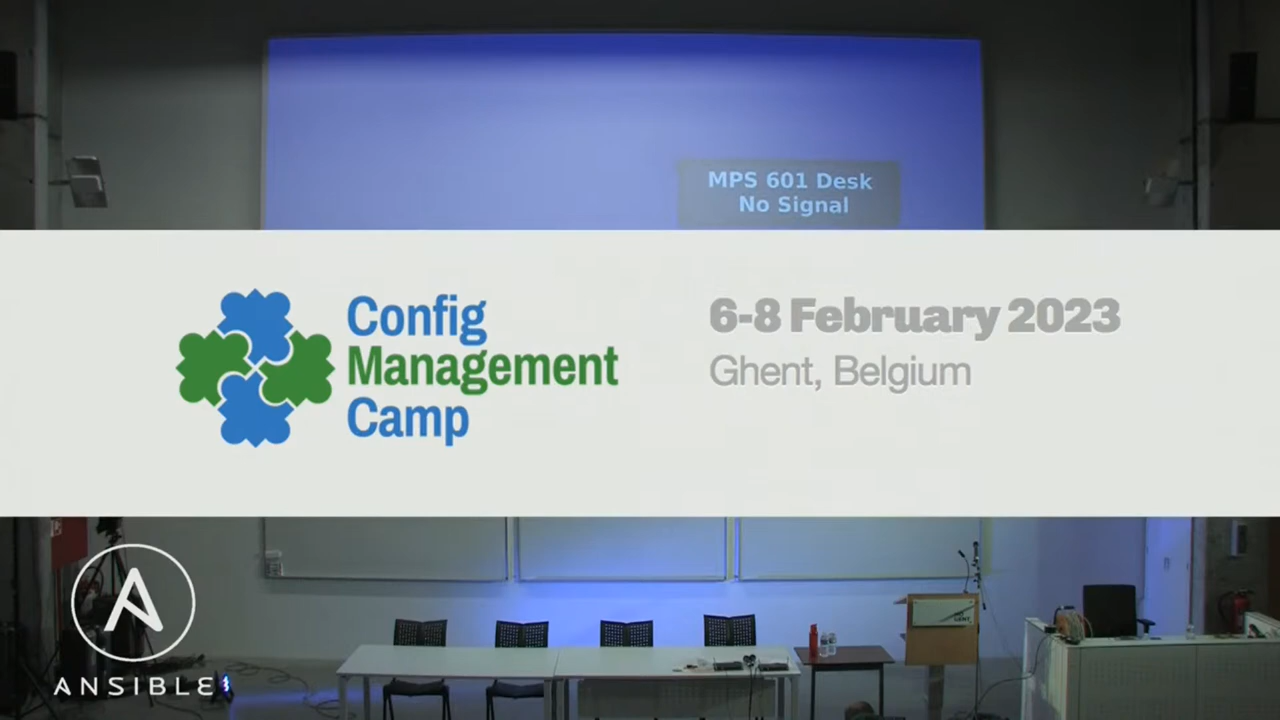 MPS 601 Desk
No Signal
Config
Management
Camp
6-8 February 2023
Ghent, Belgium
ANSIBLE